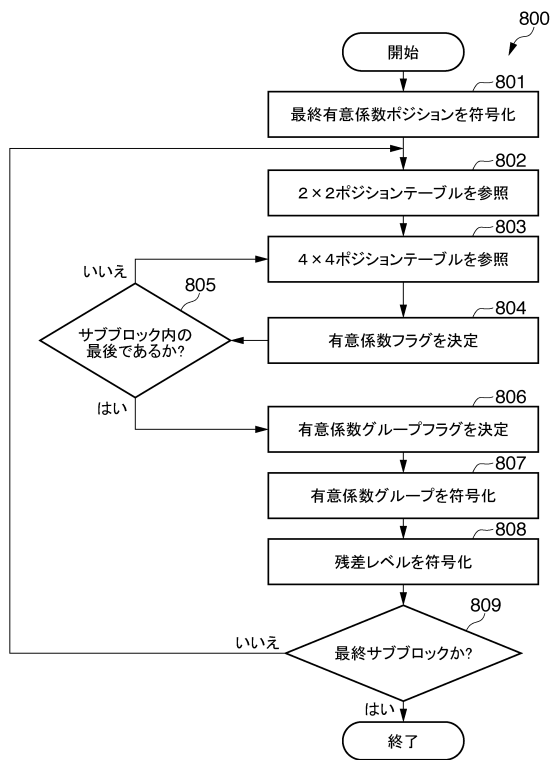 800
開始
801
最終有意係数ポジションを符号化
802
2×2ポジションテーブルを参照
803
4×4ポジションテーブルを参照
いいえ
805
サブブロック内の
最後であるか?
804
有意係数フラグを決定
はい
806
有意係数グループフラグを決定
807
有意係数グループを符号化
808
残差レベルを符号化
809
いいえ
最終サブブロックか?
はい
終了